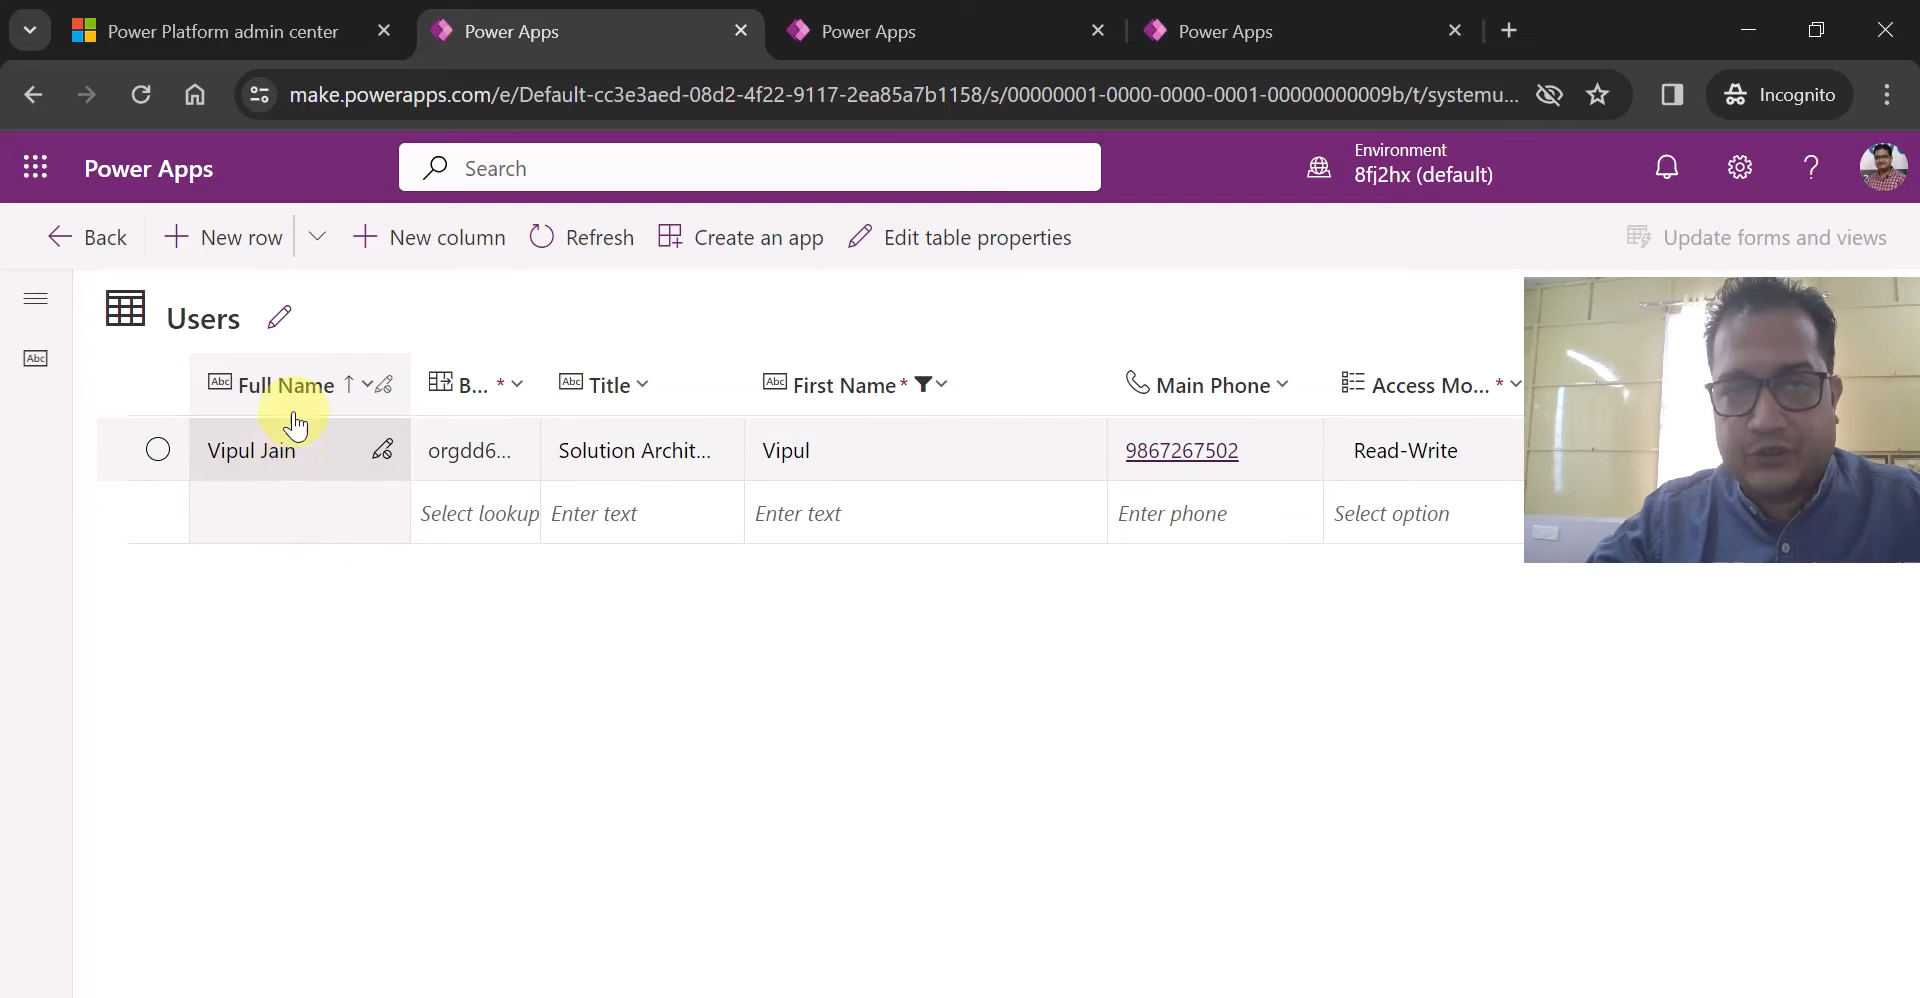 Power Platform admin center
Power Apps
Power Apps
Power Apps
make.powerapps.com/e/Default-cc3e3aed-08d2-4f22-9117-2ea85a7b1158/s/00000001-0000-0000-0001-00000000009b/t/systemu...
Incognito
Power Apps
Search
Environment
8fj2hx (default)
Back
New row
New column
Refresh
Create an app
Edit table properties
Update forms and views
Abc
Users
Abc Full Name
B... *
Abc Title
Abc First Name *
Main Phone
Access Mo... *
Vipul Jain
orgdd6...
Solution Archit...
Vipul
9867267502
Read-Write
Select lookup
Enter text
Enter text
Enter phone
Select option